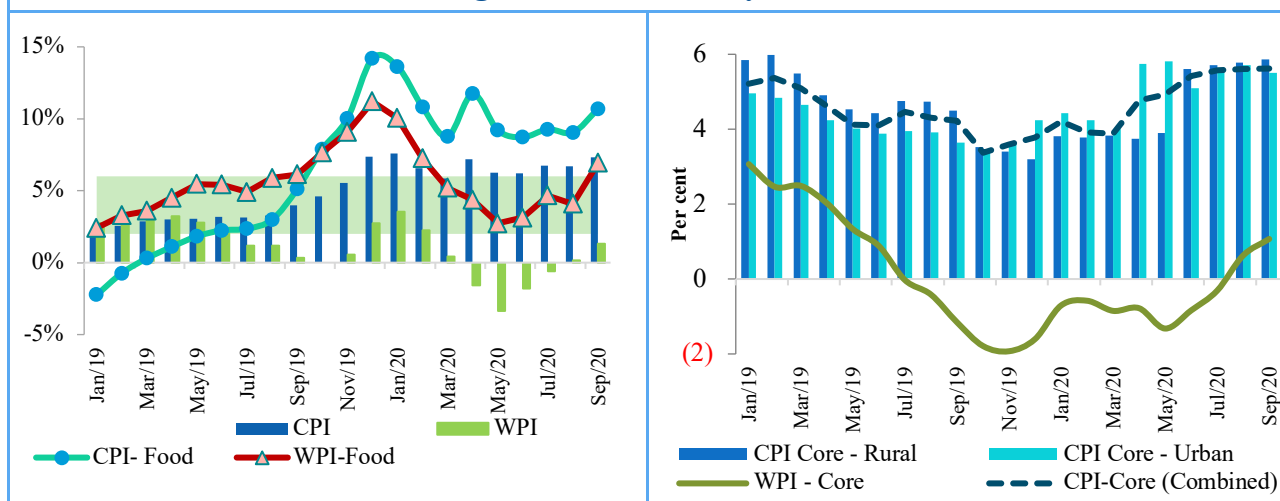 15%
10%
5%
0%
-5%
Jan/19
Mar/19
May/19
Jul/19
Sep/19
Nov/19
Jan/20
Mar/20
May/20
Jul/20
Sep/20
CPI WPI
CPI- Food WPI-Food
Per cent
6
4
2
0
(2)
Jan/19
Mar/19
May/19
Jul/19
Sep/19
Nov/19
Jan/20
Mar/20
May/20
Jul/20
Sep/20
CPI Core - Rural CPI Core - Urban
WPI - Core CPI-Core (Combined)